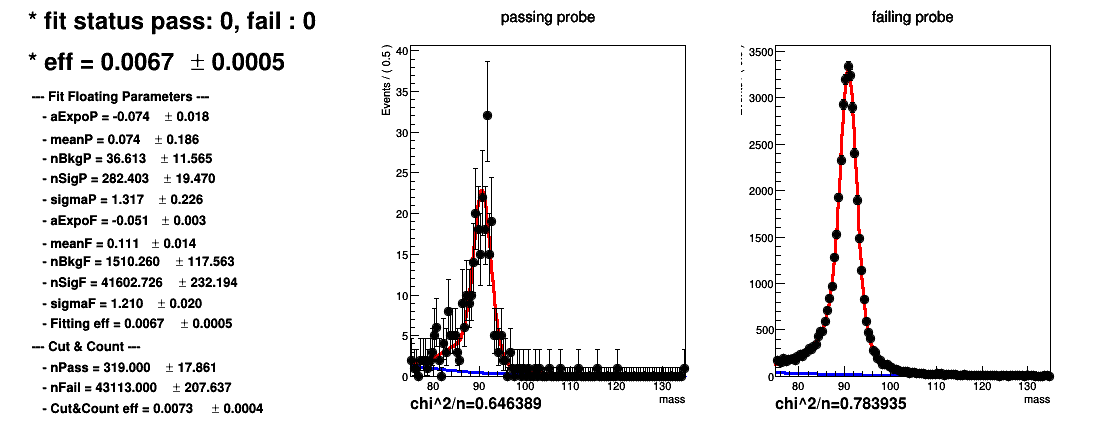 * fit status pass: 0, fail : 0
* eff = 0.0067 ± 0.0005
--- Fit Floating Parameters ---
- aExpoP = -0.074 ± 0.018
- meanP = 0.074 ± 0.186
- nBkgP = 36.613 ± 11.565
- nSigP = 282.403 ± 19.470
- sigmaP = 1.317 ± 0.226
- aExpoF = -0.051 ± 0.003
- meanF = 0.111 ± 0.014
- nBkgF = 1510.260 ± 117.563
- nSigF = 41602.726 ± 232.194
- sigmaF = 1.210 ± 0.020
- Fitting eff = 0.0067 ± 0.0005
--- Cut & Count ---
- nPass = 319.000 ± 17.861
- nFail = 43113.000 ± 207.637
- Cut&Count eff = 0.0073 ± 0.0004
passing probe
Events / ( 0.5 )
40
35
30
25
20
15
10
5
0
80 90 100 110 120 130
mass
chi^2/n=0.646389
failing probe
3500
3000
2500
2000
1500
1000
500
0
80 90 100 110 120 130
mass
chi^2/n=0.783935